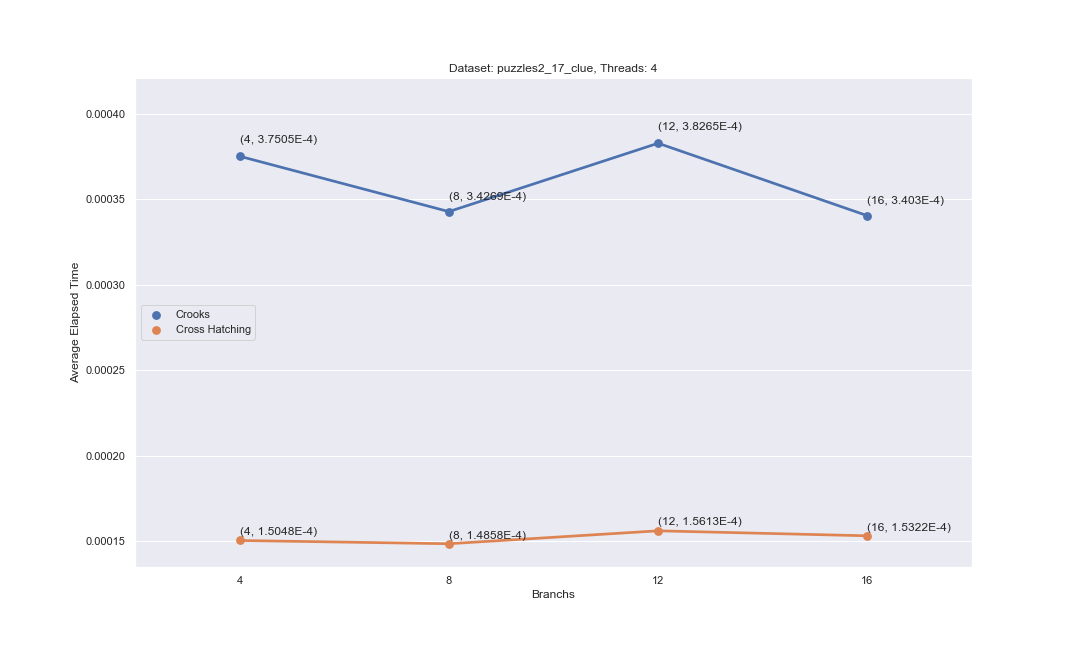 Dataset: puzzles2_17_clue, Threads: 4
0.00040
(12, 3.8265E-4)
(4, 3.7505E-4)
0.00035
(8, 3.4269E-4)
(16, 3.403E-4)
0.00030
Average Elapsed Time
Crooks
Cross Hatching
0.00025
0.00020
0.00015
(4, 1.5048E-4)
(8, 1.4858E-4)
(12, 1.5613E-4)
(16, 1.5322E-4)
4 8 12 16
Branchs